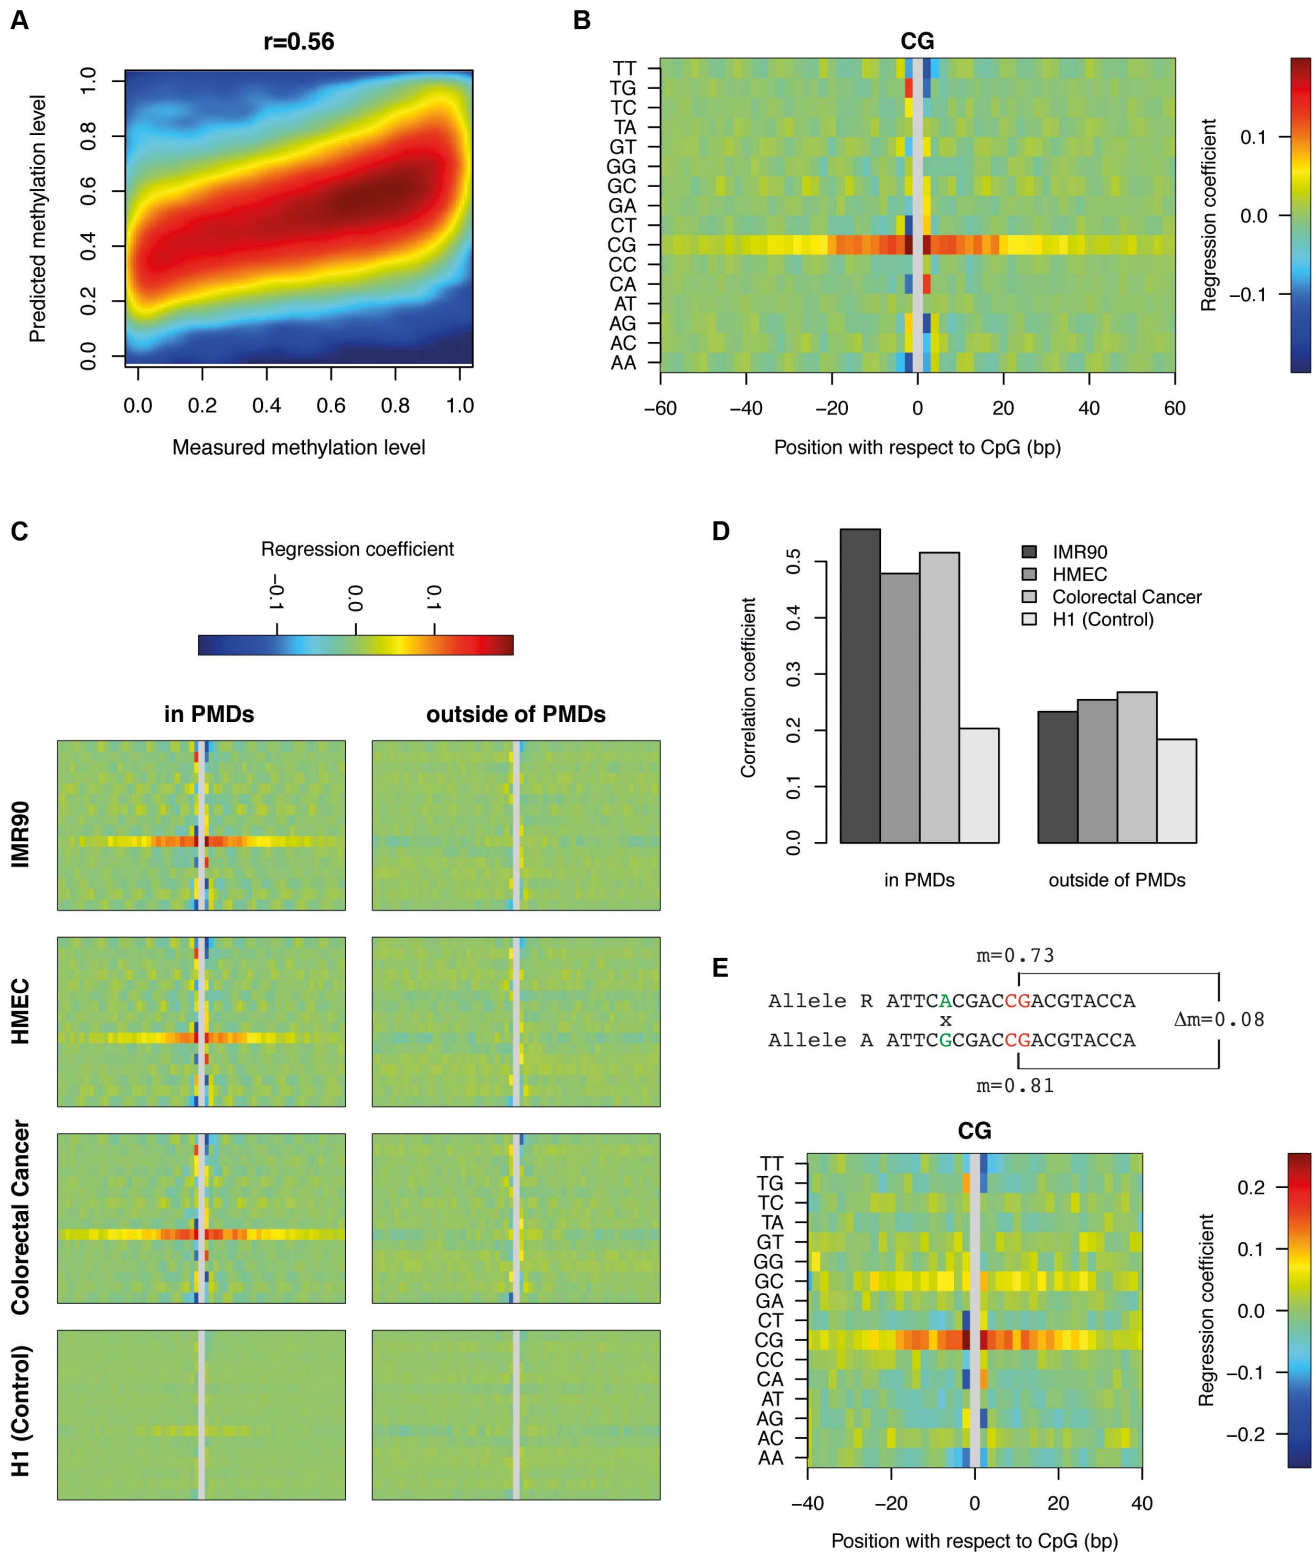 A
r=0.56
Predicted methylation level
1.0
0.8
0.6
0.4
0.2
0.0
0.0 0.2 0.4 0.6 0.8 1.0
Measured methylation level
B
CG
TT
TG
TC
TA
GT
GG
GC
GA
CT
CG
CC
CA
AT
AG
AC
AA
−60 −40 −20 0 20 40 60
Position with respect to CpG (bp)
Regression coefficient
0.1
0.0
−0.1
C
Regression coefficient
−0.1 0.0 0.1
in PMDs outside of PMDs
IMR90
HMEC
Colorectal Cancer
H1 (Control)
D
Correlation coefficient
0.5
0.4
0.3
0.2
0.1
0.0
IMR90
HMEC
Colorectal Cancer
H1 (Control)
in PMDs outside of PMDs
E
m=0.73
Allele R ATTCACGACCGACGTACCA
x
Δm=0.08
Allele A ATTCGCGACCGACGTACCA
m=0.81
CG
TT
TG
TC
TA
GT
GG
GC
GA
CT
CG
CC
CA
AT
AG
AC
AA
−40 −20 0 20 40
Position with respect to CpG (bp)
Regression coefficient
0.2
0.1
0.0
−0.1
−0.2